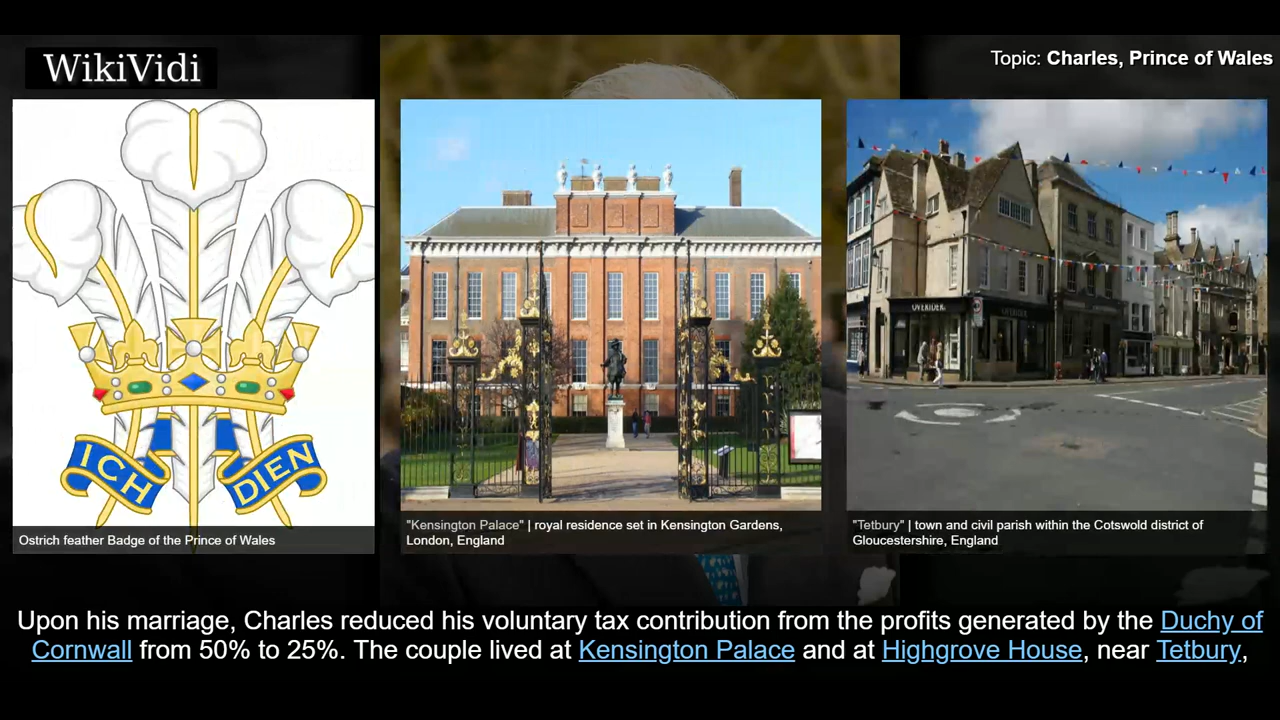 WikiVidi
Topic: Charles, Prince of Wales
ICH DIEN
OVERIDER
Ostrich feather Badge of the Prince of Wales
"Kensington Palace" | royal residence set in Kensington Gardens,
London, England
"Tetbury" | town and civil parish within the Cotswold district of
Gloucestershire, England
Upon his marriage, Charles reduced his voluntary tax contribution from the profits generated by the Duchy of
Cornwall from 50% to 25%. The couple lived at Kensington Palace and at Highgrove House, near Tetbury,